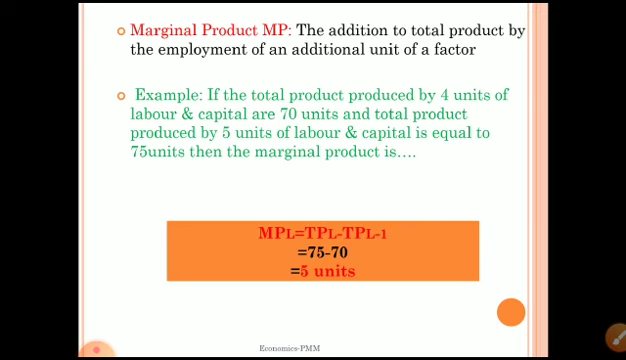 Marginal Product MP: The addition to total product by
the employment of an additional unit of a factor
Example: If the total product produced by 4 units of
labour & capital are 70 units and total product
produced by 5 units of labour & capital is equal to
75units then the marginal product is….
MPL=TPL-TPL-1
=75-70
=5 units
Economics-PMM